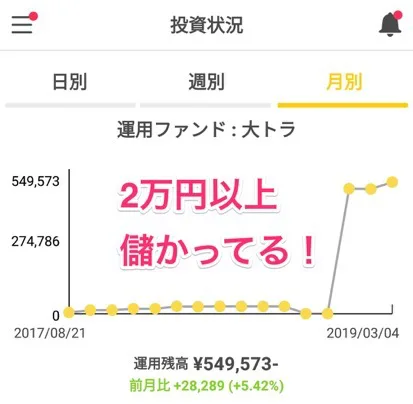 投資状況
日別
週別
月別
運用ファンド : 大トラ
549,573
2万円以上
274,786
儲かってる！
0
2017/08/21
2019/03/04
運用残高 ¥549,573-
前月比 +28,289 (+5.42%)